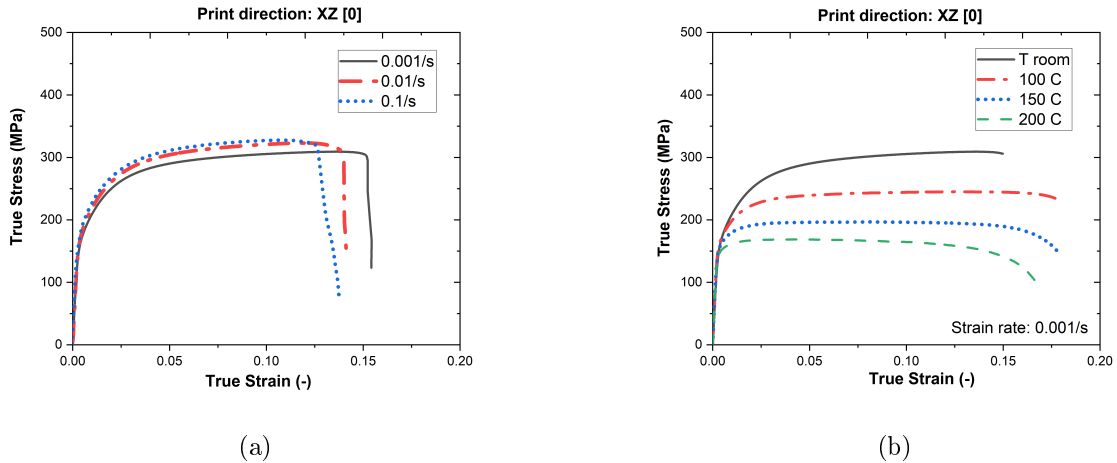 Print direction: XZ [0]
500
400
300
200
100
0
0.00
0.05
0.10
0.15
0.20
True Stress (MPa)
True Strain (-)
0.001/s
0.01/s
0.1/s
(a)
Print direction: XZ [0]
500
400
300
200
100
0
0.00
0.05
0.10
0.15
0.20
True Stress (MPa)
True Strain (-)
T room
100 C
150 C
200 C
Strain rate: 0.001/s
(b)